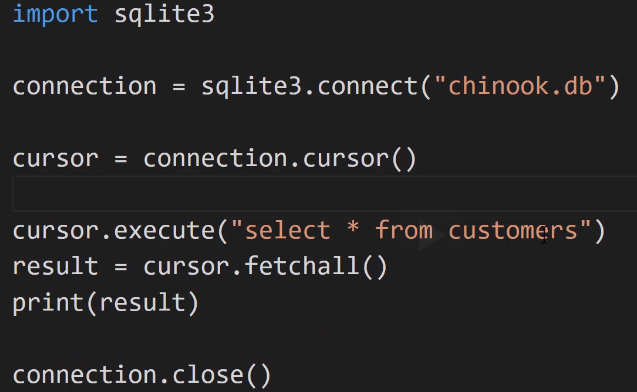 import sqlite3
connection = sqlite3.connect("chinook.db")
cursor = connection.cursor()
cursor.execute("select * from customers")
result = cursor.fetchall()
print(result)
connection.close()